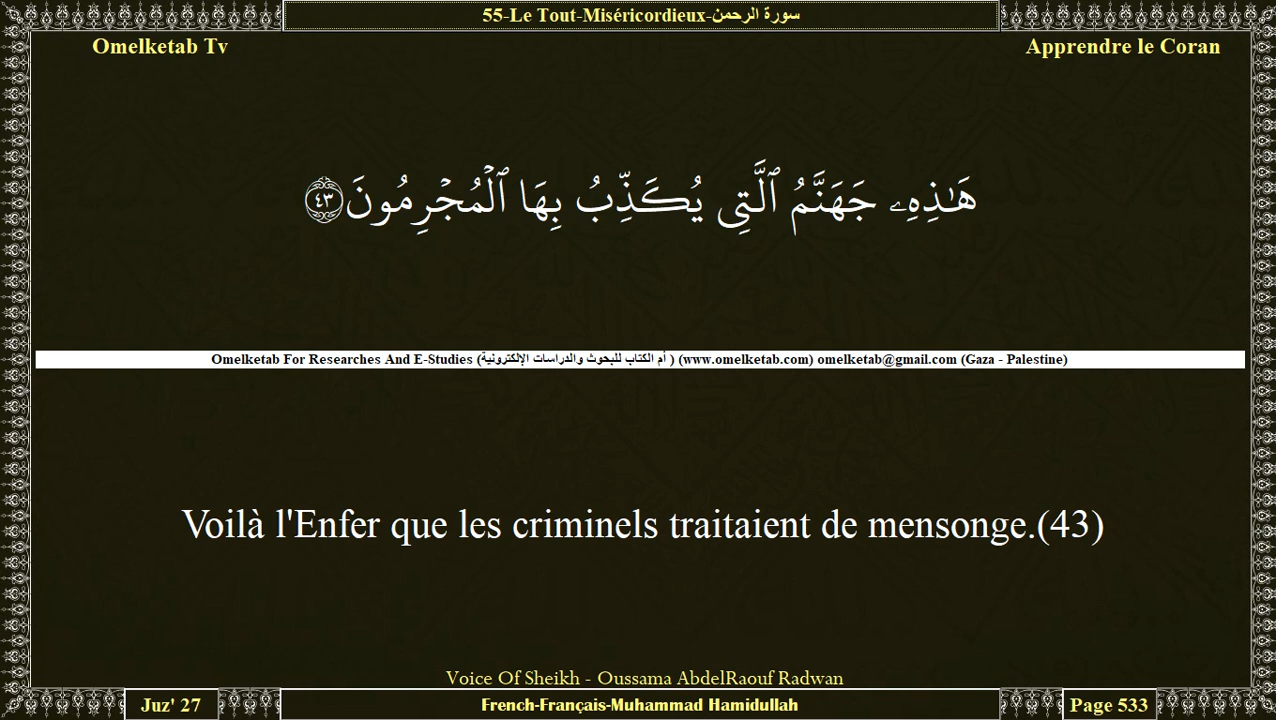 55-Le Tout-Miséricordieux-سورة الرحمن
Omelketab Tv
Apprendre le Coran
هَـٰذِهِۦ جَهَنَّمُ ٱلَّتِى يُكَذِّبُ بِهَا ٱلْمُجْرِمُونَ ٤٣
Omelketab For Researches And E-Studies (أم الكتاب للبحوث والدراسات الإلكترونية ) (www.omelketab.com) omelketab@gmail.com (Gaza - Palestine)
Voilà l'Enfer que les criminels traitaient de mensonge.(43)
Voice Of Sheikh - Oussama AbdelRaouf Radwan
Juz' 27
French-Français-Muhammad Hamidullah
Page 533